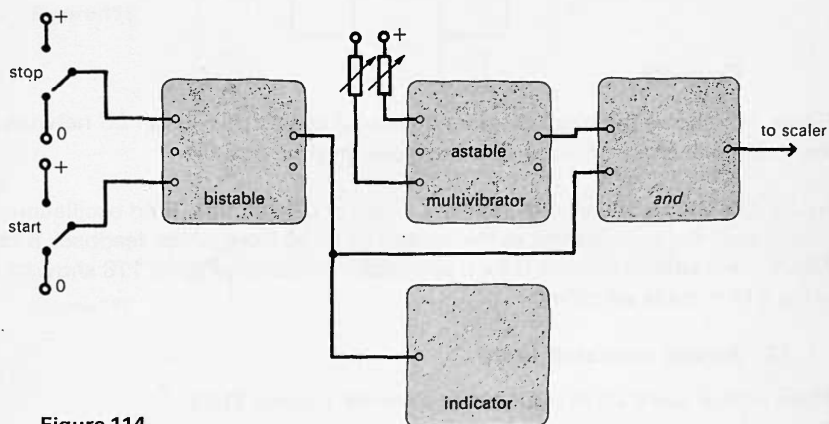 +
+
stop
astable
to scaler
0
+
bistable
multivibrator
and
start
0
indicator
Figure 114